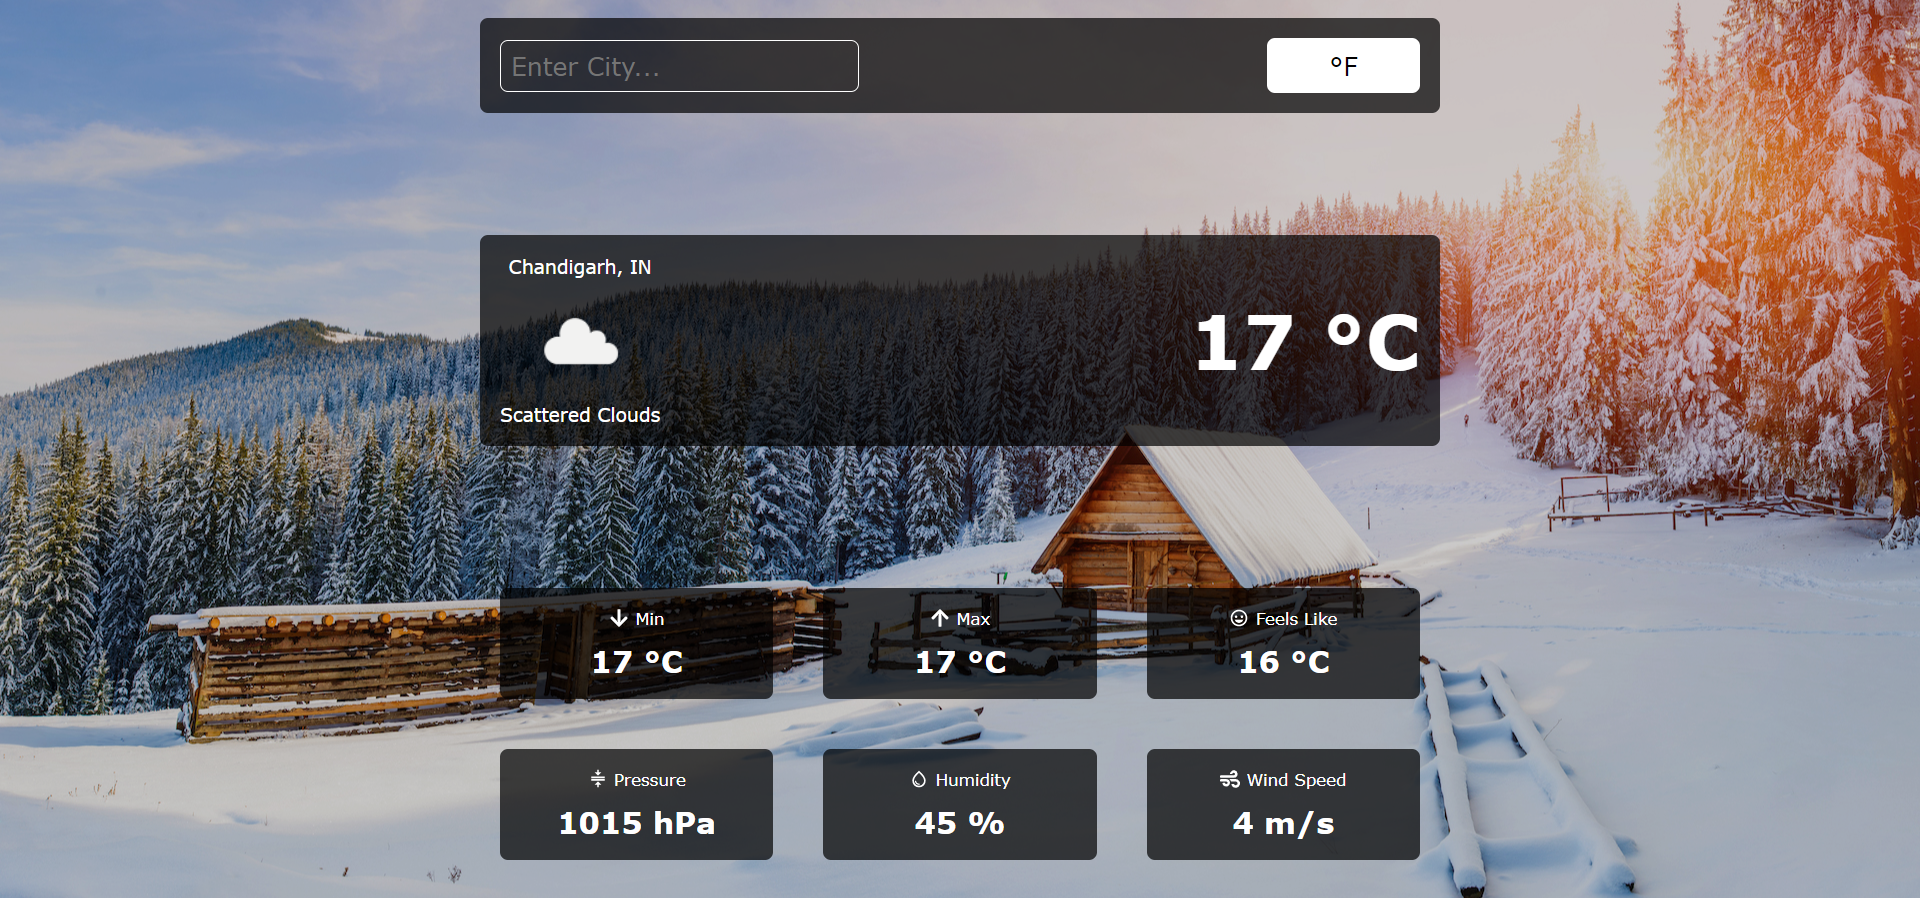 Enter City...
°F
Chandigarh, IN
17 °C
Scattered Clouds
Min
17 °C
Max
17 °C
Feels Like
16 °C
Pressure
1015 hPa
Humidity
45 %
Wind Speed
4 m/s